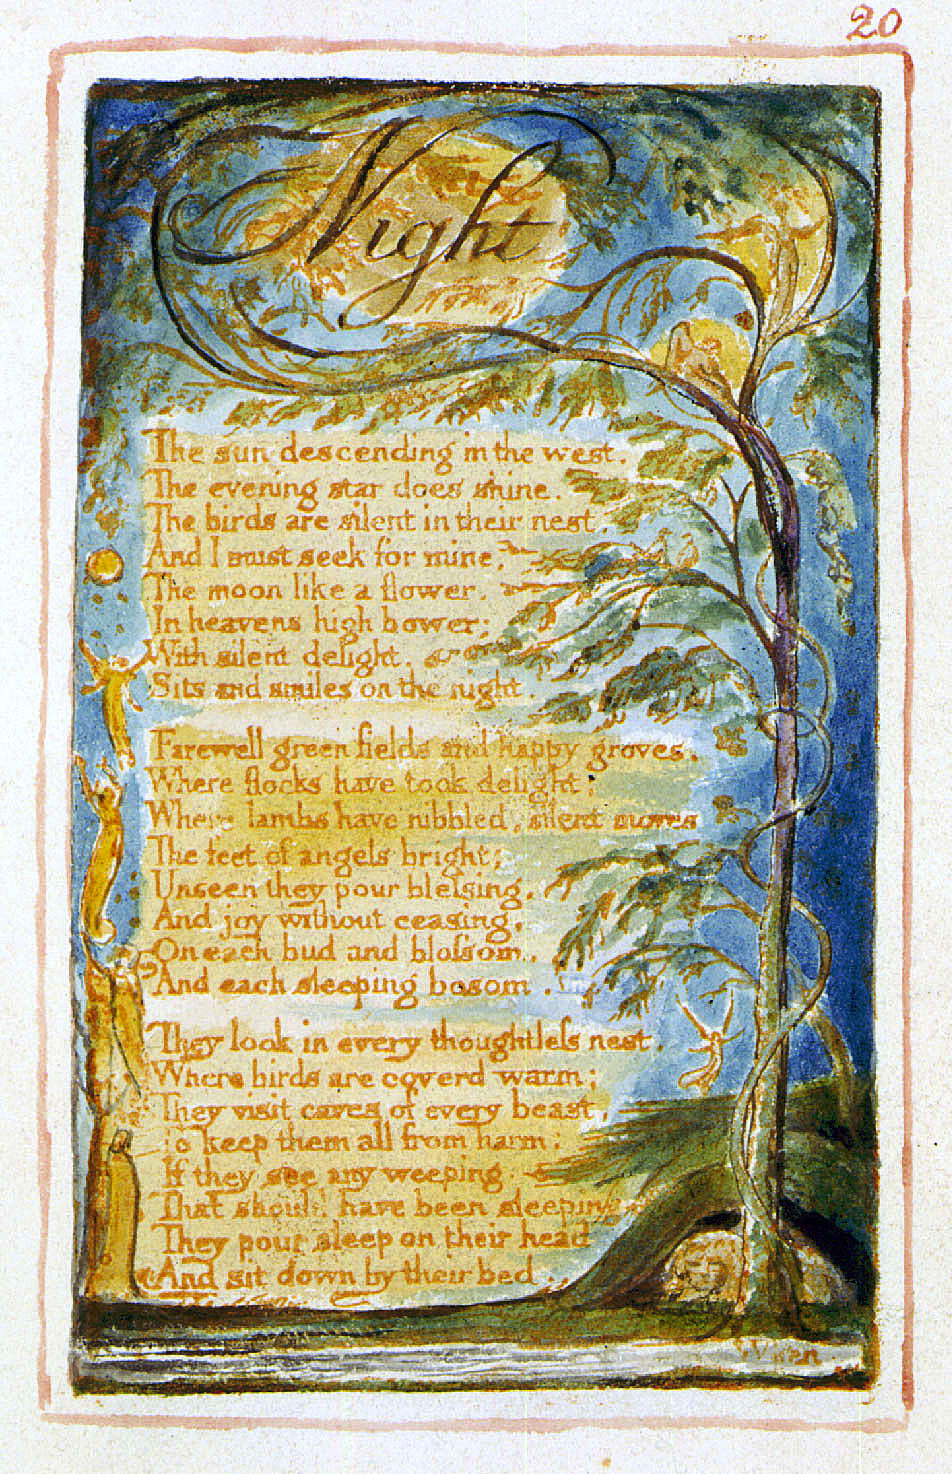 20
Night
The sun descending in the west.
The evening star does shine.
The birds are silent in their nest,
And I must seek for mine,
The moon like a flower,
In heavens high bower;
With silent delight,
Sits and smiles on the night.

Farewell green fields and happy groves,
Where flocks have took delight;
Where lambs have nibbled, silent moves
The feet of angels bright;
Unseen they pour blelsing,
And joy without ceasing,
On each bud and blofsom,
And each sleeping bosom.

They look in every thoughtlefs nest,
Where birds are coverd warm;
They visit caves of every beast,
To keep them all from harm;
If they see any weeping.
That should have been sleeping
They pour sleep on their head
And sit down by their bed.
When